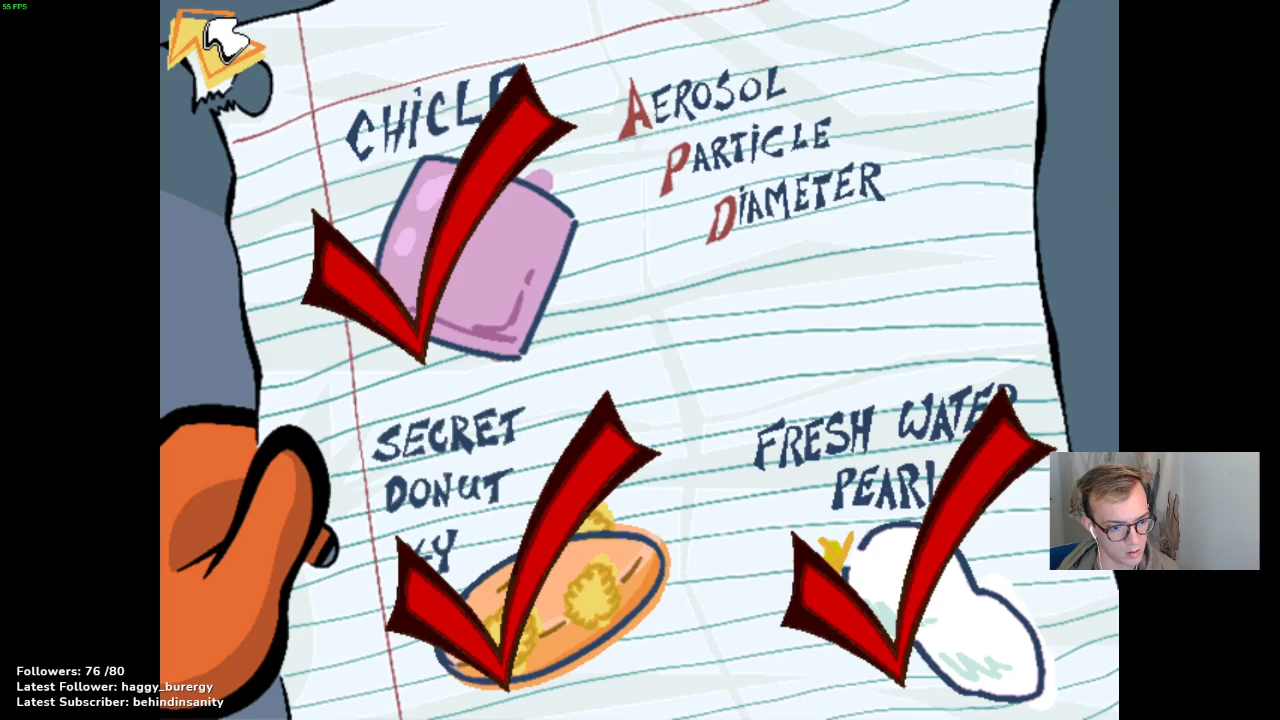 55 FPS
CHICLE
AEROSOL
PARTICLE
DIAMETER
SECRET
DONUT
FRESH WATER
PEARL
Followers: 76 /80
Latest Follower: haggy_burergy
Latest Subscriber: behindinsanity